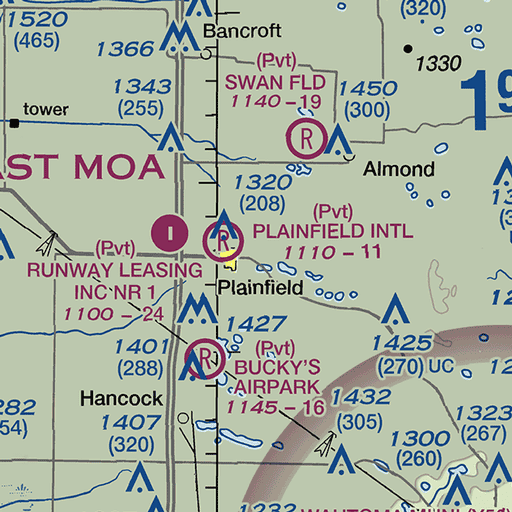 1520
(465)
(320)
Bancroft
1366
(Pvt)
SWAN FLD
1140 – 19
1330
1343
(255)
1450
(300)
19
tower
AST MOA
Almond
1320
(208)
(Pvt)
PLAINFIELD INTL
1110 – 11
R
R
I
(Pvt)
RUNWAY LEASING
INC NR 1
1100 – 24
Plainfield
1427
1401
(288)
R
(Pvt)
BUCKY'S
AIRPARK
1145 – 16
1425
(270) UC
Hancock
1407
(320)
1432
(305)
1300
(260)
1323
(267)
282
54)
1232